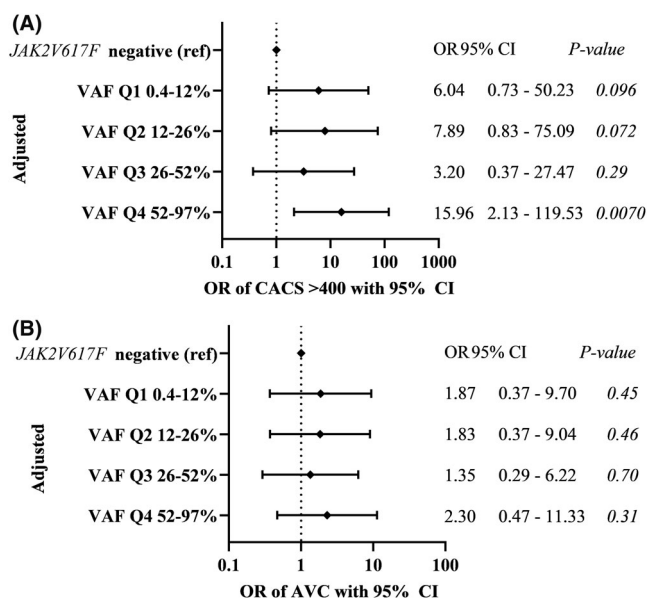 (A)
JAK2V617F negative (ref) OR 95% CI P-value
VAF Q1 0.4-12% 6.04 0.73 - 50.23 0.096
VAF Q2 12-26% 7.89 0.83 - 75.09 0.072
Adjusted
VAF Q3 26-52% 3.20 0.37 - 27.47 0.29
VAF Q4 52-97% 15.96 2.13 - 119.53 0.0070
0.1 1 10 100 1000
OR of CACS >400 with 95% CI
(B)
JAK2V617F negative (ref) OR 95% CI P-value
VAF Q1 0.4-12% 1.87 0.37 - 9.70 0.45
VAF Q2 12-26% 1.83 0.37 - 9.04 0.46
Adjusted
VAF Q3 26-52% 1.35 0.29 - 6.22 0.70
VAF Q4 52-97% 2.30 0.47 - 11.33 0.31
0.1 1 10 100
OR of AVC with 95% CI